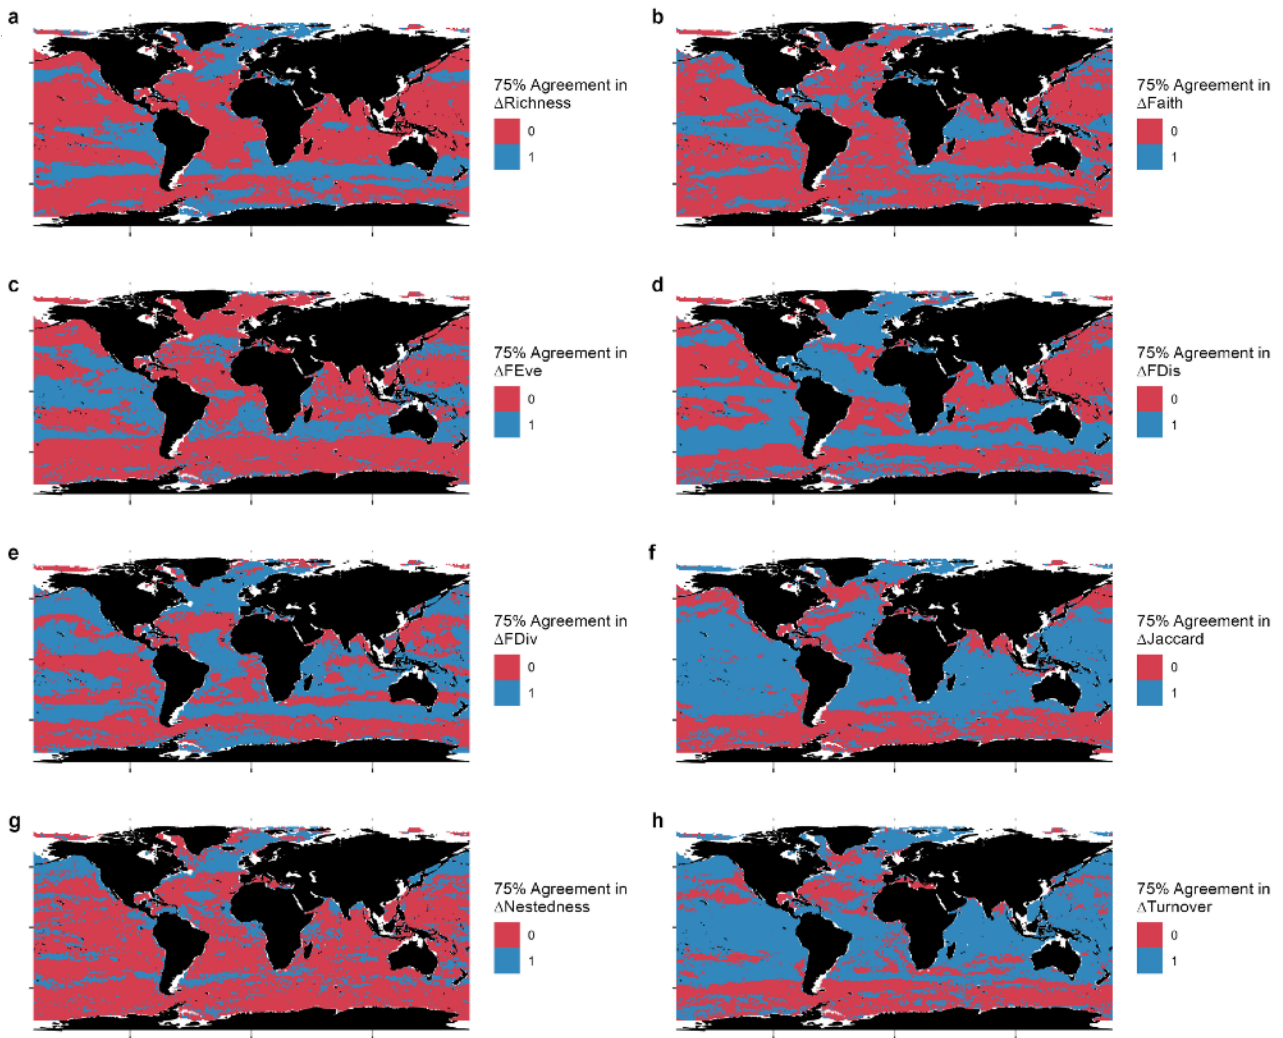 a
75% Agreement in
ΔRichness
0
1
b
75% Agreement in
ΔFaith
0
1
c
75% Agreement in
ΔFEve
0
1
d
75% Agreement in
ΔFDis
0
1
e
75% Agreement in
ΔFDiv
0
1
f
75% Agreement in
ΔJaccard
0
1
g
75% Agreement in
ΔNestedness
0
1
h
75% Agreement in
ΔTurnover
0
1